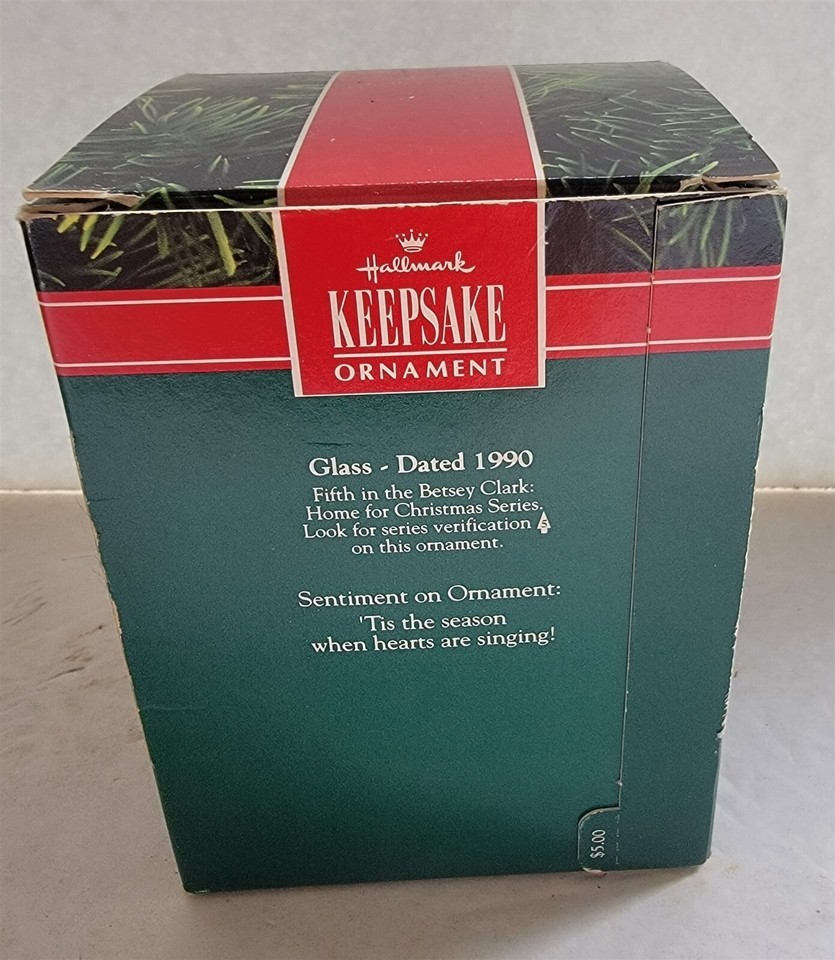 Hallmark
KEEPSAKE
ORNAMENT
Glass - Dated 1990
Fifth in the Betsey Clark:
Home for Christmas Series.
Look for series verification 5
on this ornament.
Sentiment on Ornament:
'Tis the season
when hearts are singing!
$5.00